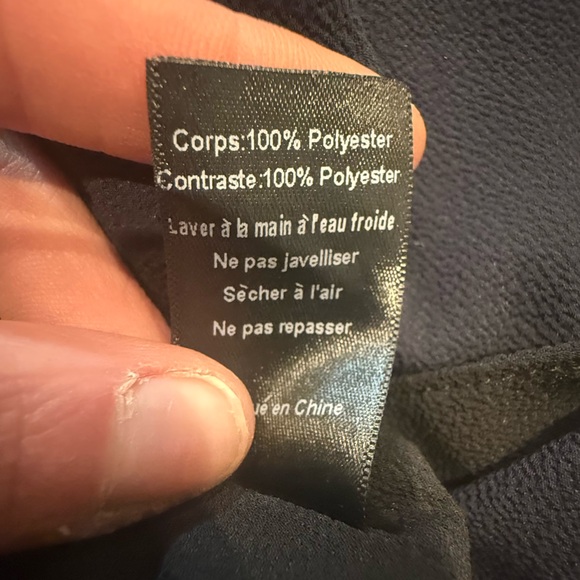 Corps:100% Polyester
Contraste:100% Polyester
Laver à la main à l'eau froide
Ne pas javelliser
Sècher à l'air
Ne pas repasser
en Chine